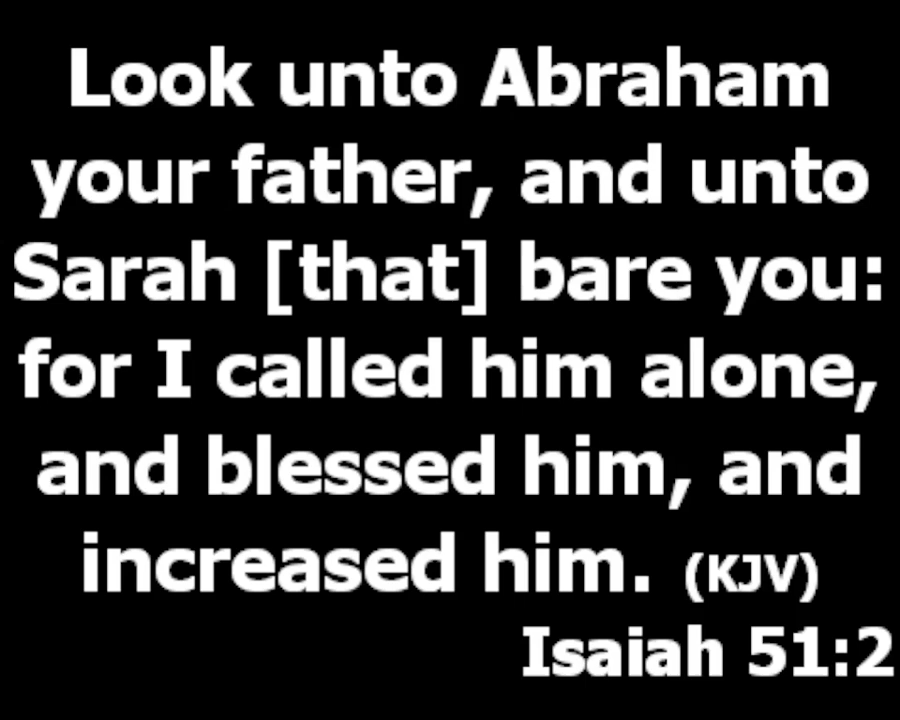 Look unto Abraham
your father, and unto
Sarah [that] bare you:
for I called him alone,
and blessed him, and
increased him. (KJV)
Isaiah 51:2